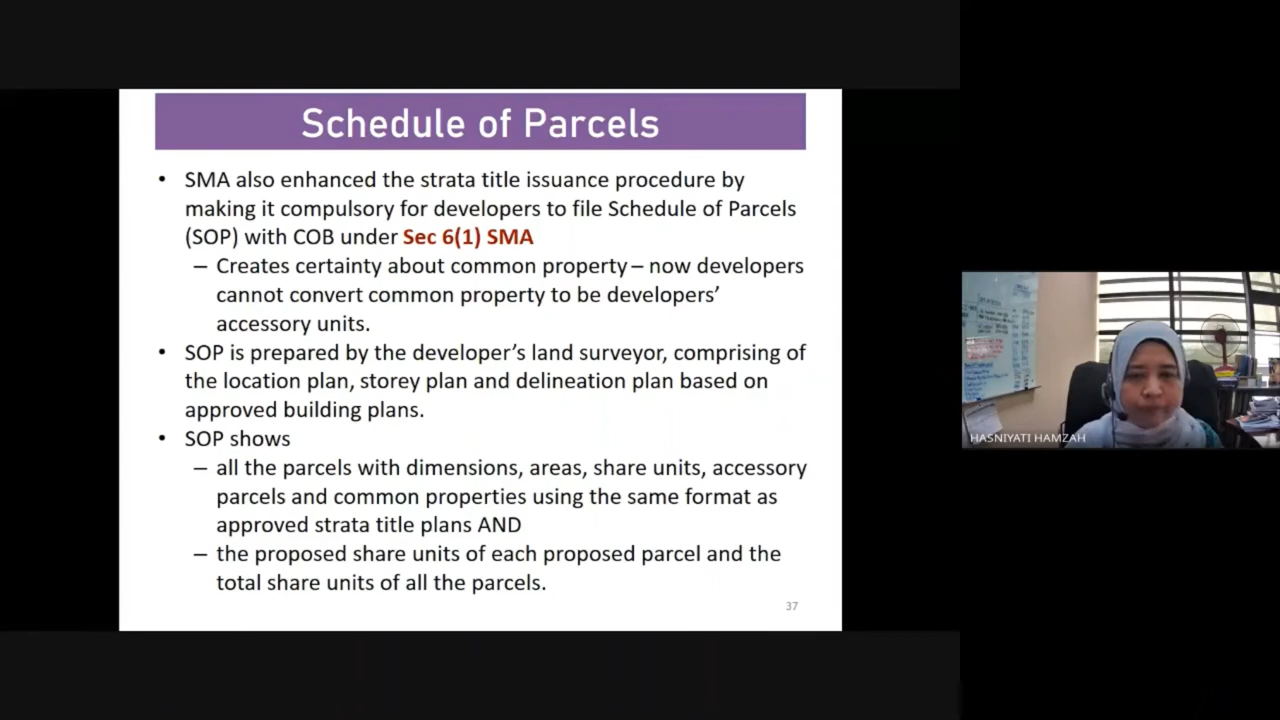 Schedule of Parcels
• SMA also enhanced the strata title issuance procedure by
making it compulsory for developers to file Schedule of Parcels
(SOP) with COB under Sec 6(1) SMA
– Creates certainty about common property – now developers
cannot convert common property to be developers’
accessory units.
• SOP is prepared by the developer’s land surveyor, comprising of
the location plan, storey plan and delineation plan based on
approved building plans.
• SOP shows
– all the parcels with dimensions, areas, share units, accessory
parcels and common properties using the same format as
approved strata title plans AND
– the proposed share units of each proposed parcel and the
total share units of all the parcels.
37
HASNIYATI HAMZAH